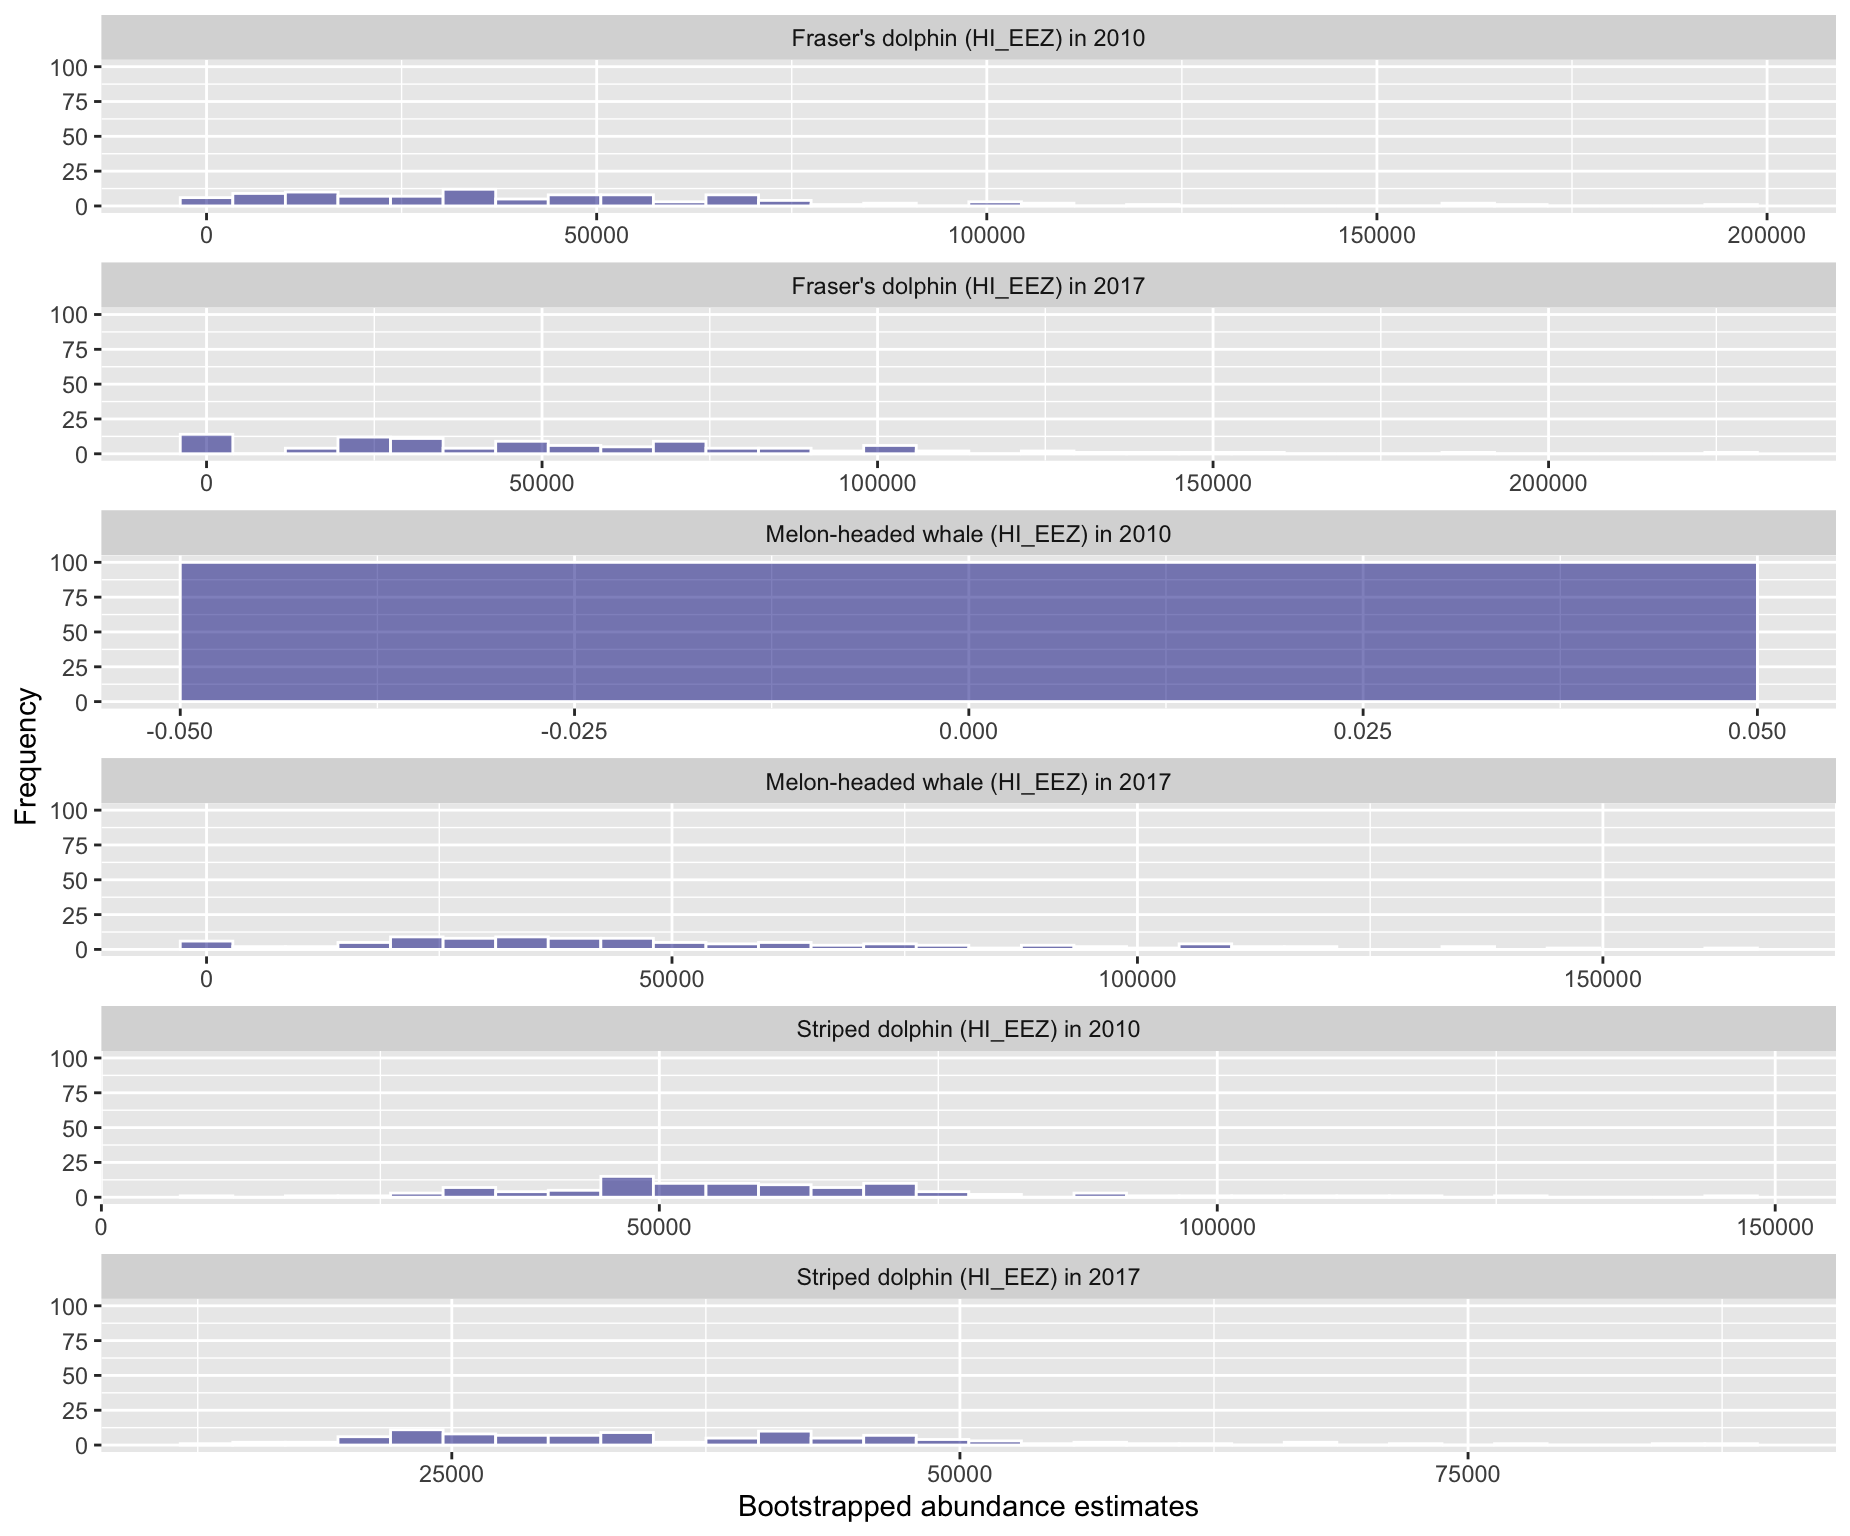 Fraser's dolphin (HI_EEZ) in 2010
100
75
50
25
0
0 50000 100000 150000 200000
Fraser's dolphin (HI_EEZ) in 2017
100
75
50
25
0
0 50000 100000 150000 200000
Melon-headed whale (HI_EEZ) in 2010
100
75
50
25
0
-0.050 -0.025 0.000 0.025 0.050
Frequency
Melon-headed whale (HI_EEZ) in 2017
100
75
50
25
0
0 50000 100000 150000
Striped dolphin (HI_EEZ) in 2010
100
75
50
25
0
0 50000 100000 150000
Striped dolphin (HI_EEZ) in 2017
100
75
50
25
0
25000 50000 75000
Bootstrapped abundance estimates